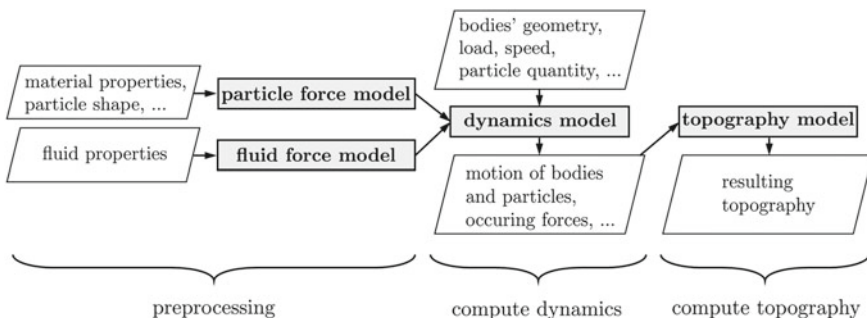 material properties,
particle shape, ...
particle force model
fluid properties
fluid force model
bodies' geometry,
load, speed,
particle quantity, ...
dynamics model
motion of bodies
and particles,
occuring forces, ...
topography model
resulting
topography
preprocessing
compute dynamics
compute topography